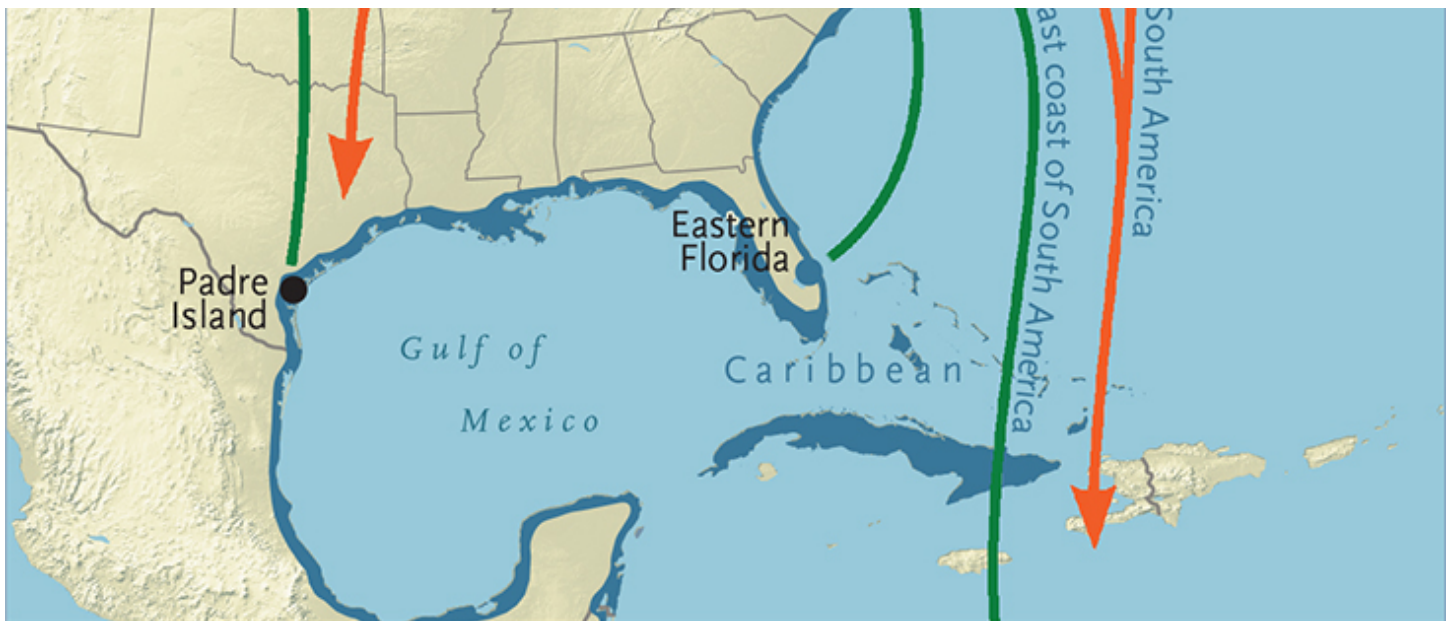 South America
ast coast of South America
Eastern
Florida
Padre
Island
Gulf of
Mexico
Caribbean